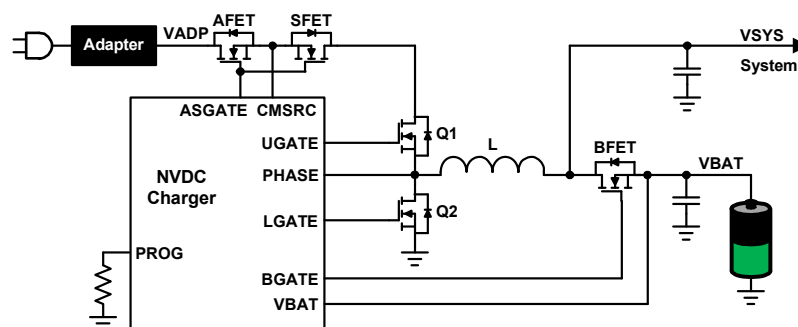 AFET SFET
Adapter VADP
VSYS
System
ASGATE CMSRC
UGATE Q1
NVDC
Charger
PHASE L BFET VBAT
LGATE Q2
PROG
BGATE
VBAT